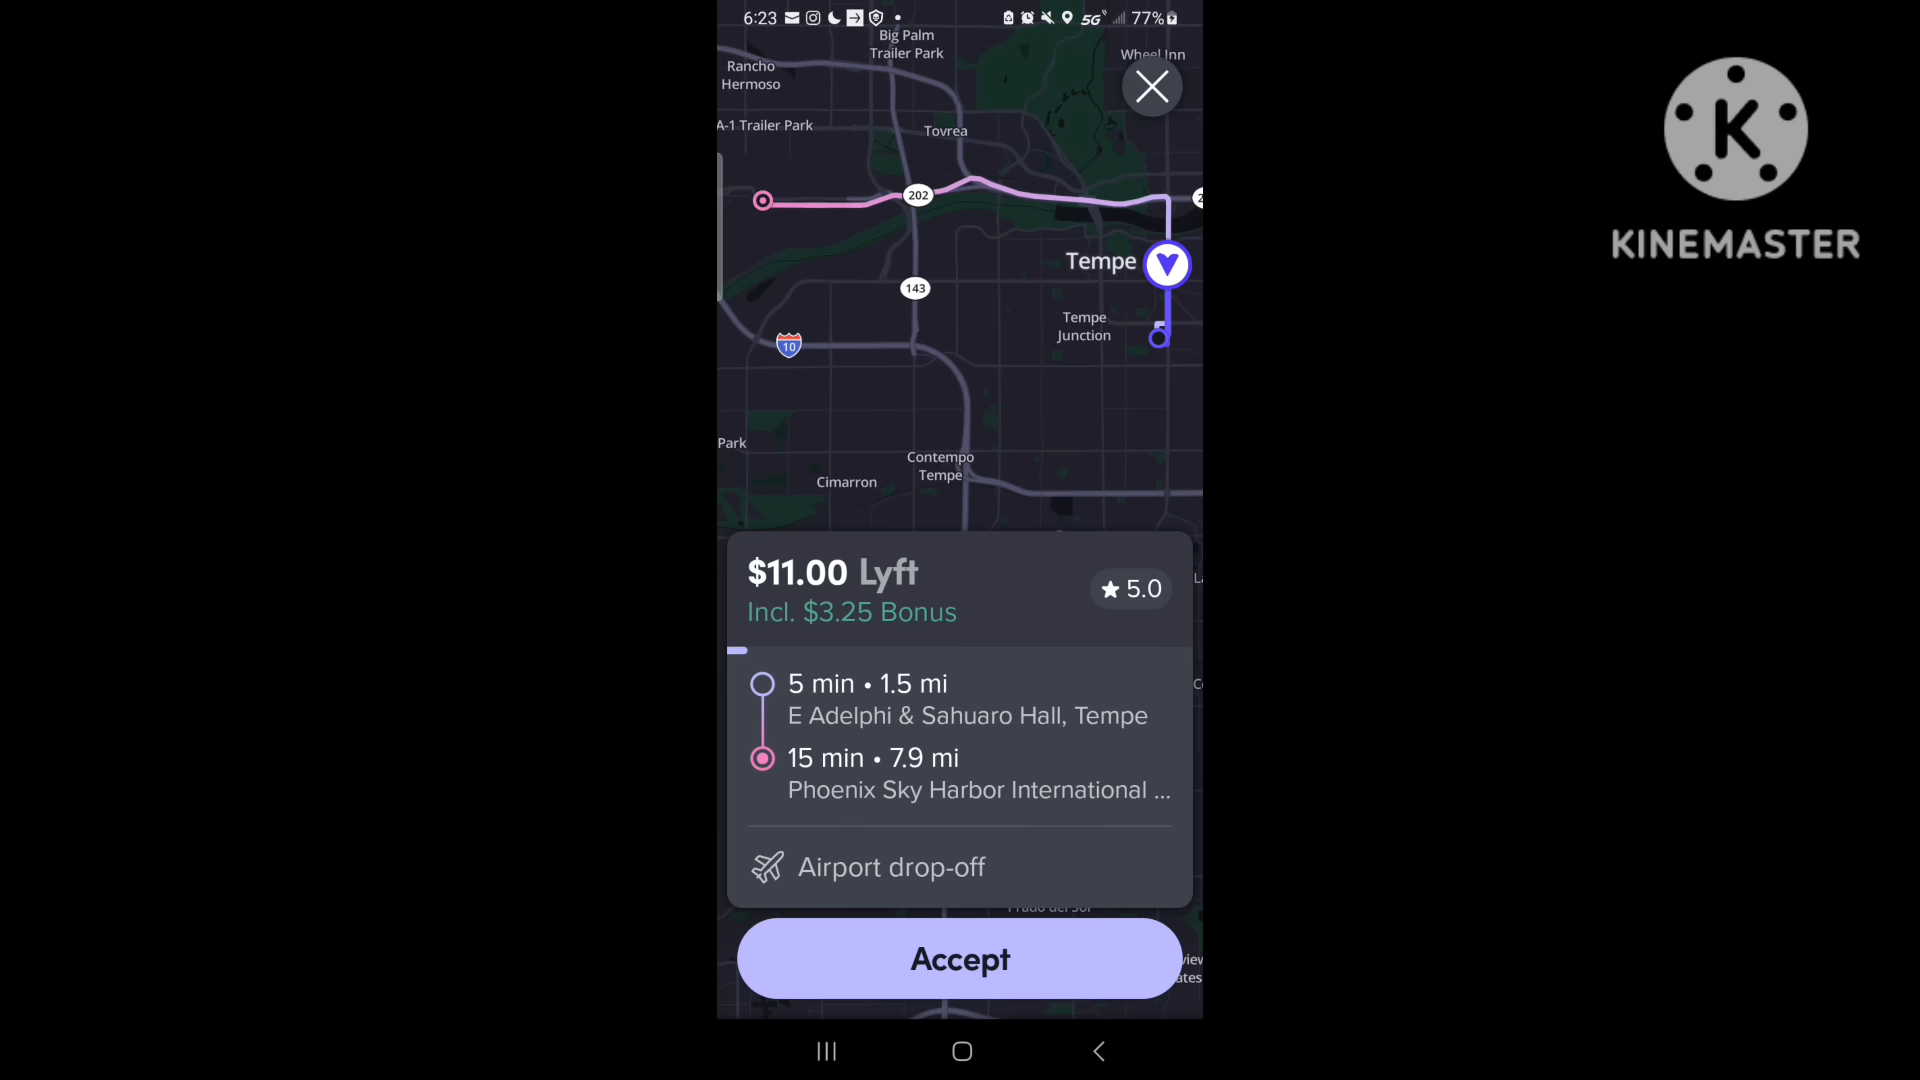 6:23
5G
77%
Big Palm
Trailer Park
Wheel Inn
Rancho
Hermoso
A-1 Trailer Park
Tovrea
202
2
Tempe
143
Tempe
Junction
10
Park
Contempo
Tempe
Cimarron
$11.00 Lyft
5.0
Incl. $3.25 Bonus
5 min • 1.5 mi
E Adelphi & Sahuaro Hall, Tempe
15 min • 7.9 mi
Phoenix Sky Harbor International ...
Airport drop-off
Accept
K
KINEMASTER